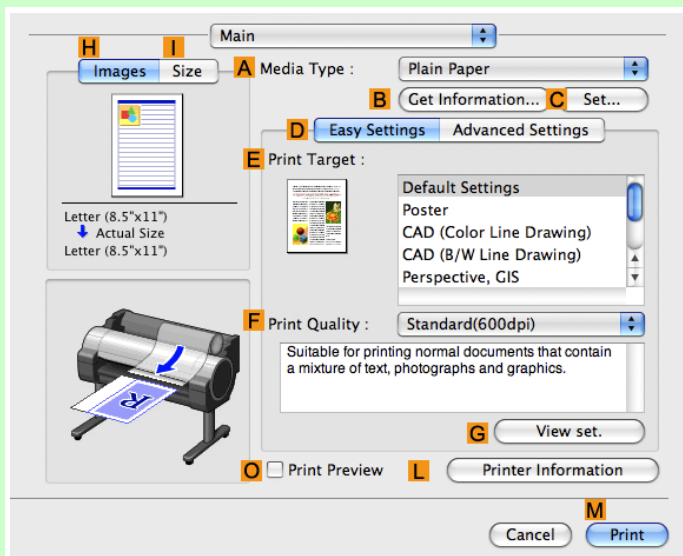 Main
H I
Images Size
A Media Type : Plain Paper
B Get Information... C Set...
D Easy Settings Advanced Settings
E Print Target :
Default Settings
Poster
CAD (Color Line Drawing)
CAD (B/W Line Drawing)
Perspective, GIS
Letter (8.5"x11")
Actual Size
Letter (8.5"x11")
F Print Quality : Standard(600dpi)
Suitable for printing normal documents that contain
a mixture of text, photographs and graphics.
R
G View set.
O Print Preview L Printer Information
M
Cancel Print